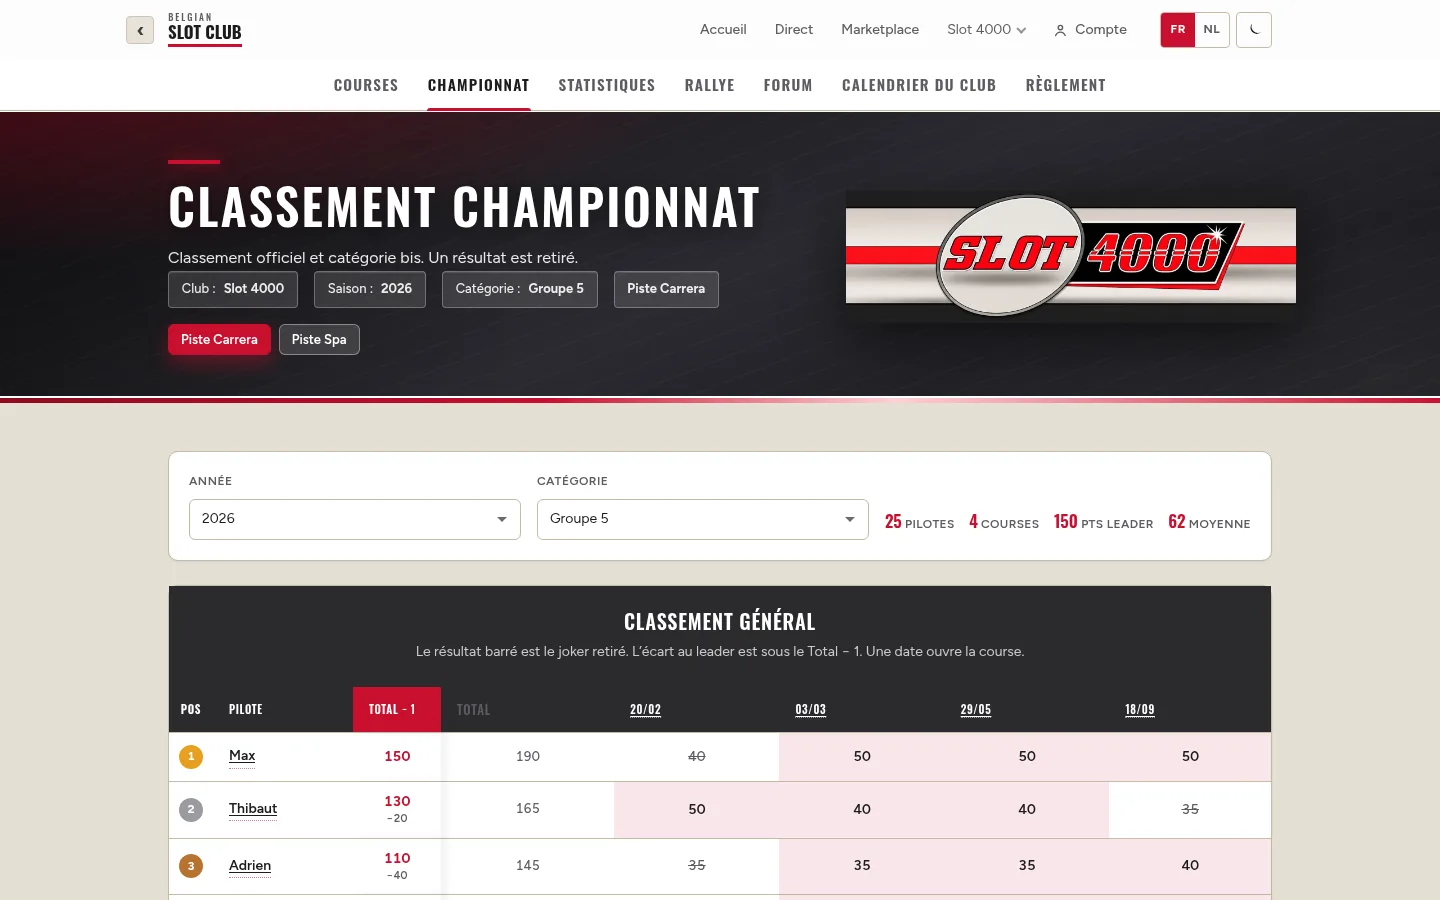 ‹
BELGIAN
SLOT CLUB
Accueil
Direct
Marketplace
Slot 4000
Compte
FR
NL
COURSES
CHAMPIONNAT
STATISTIQUES
RALLYE
FORUM
CALENDRIER DU CLUB
RÈGLEMENT
CLASSEMENT CHAMPIONNAT
Classement officiel et catégorie bis. Un résultat est retiré.
Club : Slot 4000
Saison : 2026
Catégorie : Groupe 5
Piste Carrera
Piste Carrera
Piste Spa
SLOT 4000
ANNÉE
2026
CATÉGORIE
Groupe 5
25 PILOTES
4 COURSES
150 PTS LEADER
62 MOYENNE
CLASSEMENT GÉNÉRAL
Le résultat barré est le joker retiré. L’écart au leader est sous le Total − 1. Une date ouvre la course.
POS PILOTE TOTAL − 1 TOTAL 20/02 03/03 29/05 18/09
1 Max 150 190 40 50 50 50
2 Thibaut 130 165 50 40 40 35
−20
3 Adrien 110 145 35 35 35 40
−40